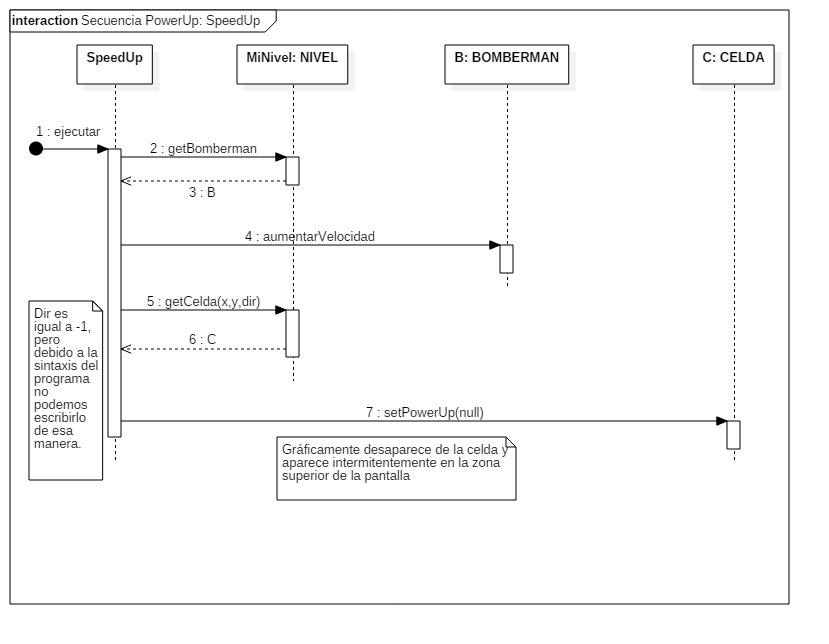 interaction Secuencia PowerUp: SpeedUp
SpeedUp
MiNivel: NIVEL
B: BOMBERMAN
C: CELDA
1 : ejecutar
2 : getBomberman
3 : B
4 : aumentarVelocidad
5 : getCelda(x,y,dir)
Dir es
igual a -1,
pero
debido a la
sintaxis del
programa
no
podemos
escribirlo
de esa
manera.
6 : C
7 : setPowerUp(null)
Gráficamente desaparece de la celda y
aparece intermitentemente en la zona
superior de la pantalla